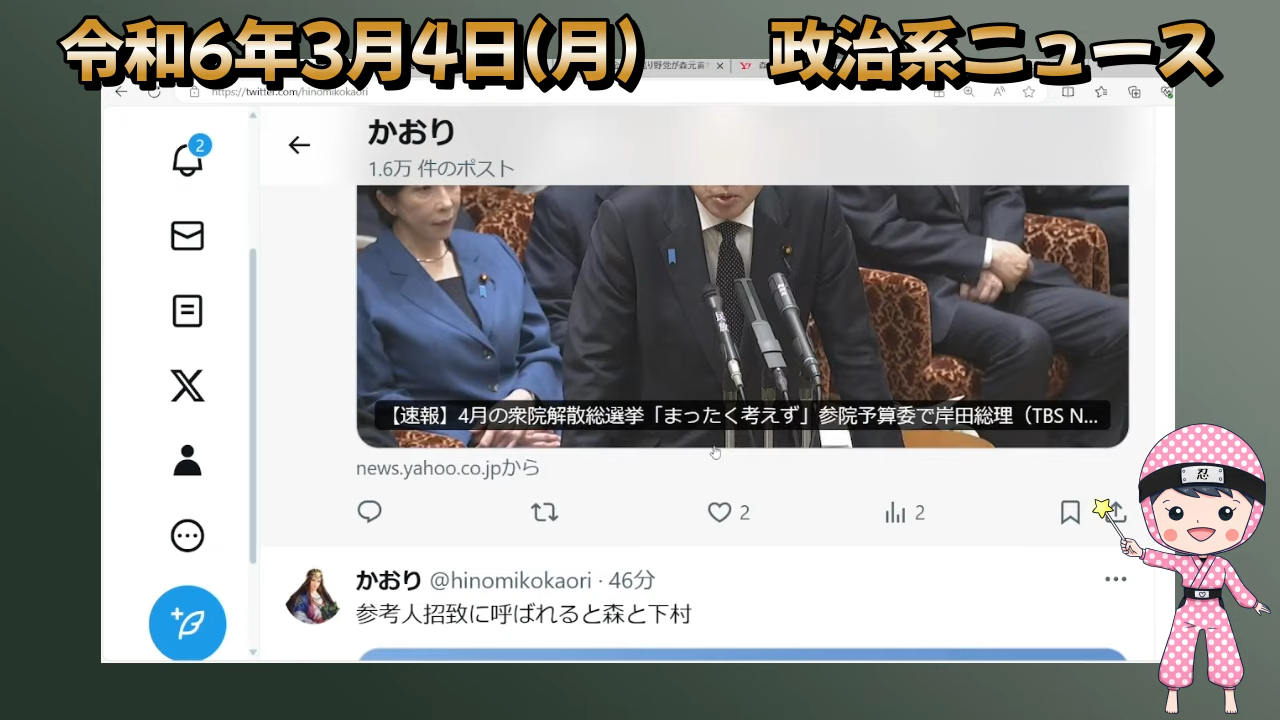 令和6年3月4日(月) 政治系ニュース
https://twitter.com/hinomikokaori
2
かおり
1.6万 件のポスト
民放
【速報】4月の衆院解散総選挙「まったく考えず」参院予算委で岸田総理（TBS N...
news.yahoo.co.jpから
2
2
忍
かおり @hinomikokaori · 46分
参考人招致に呼ばれると森と下村